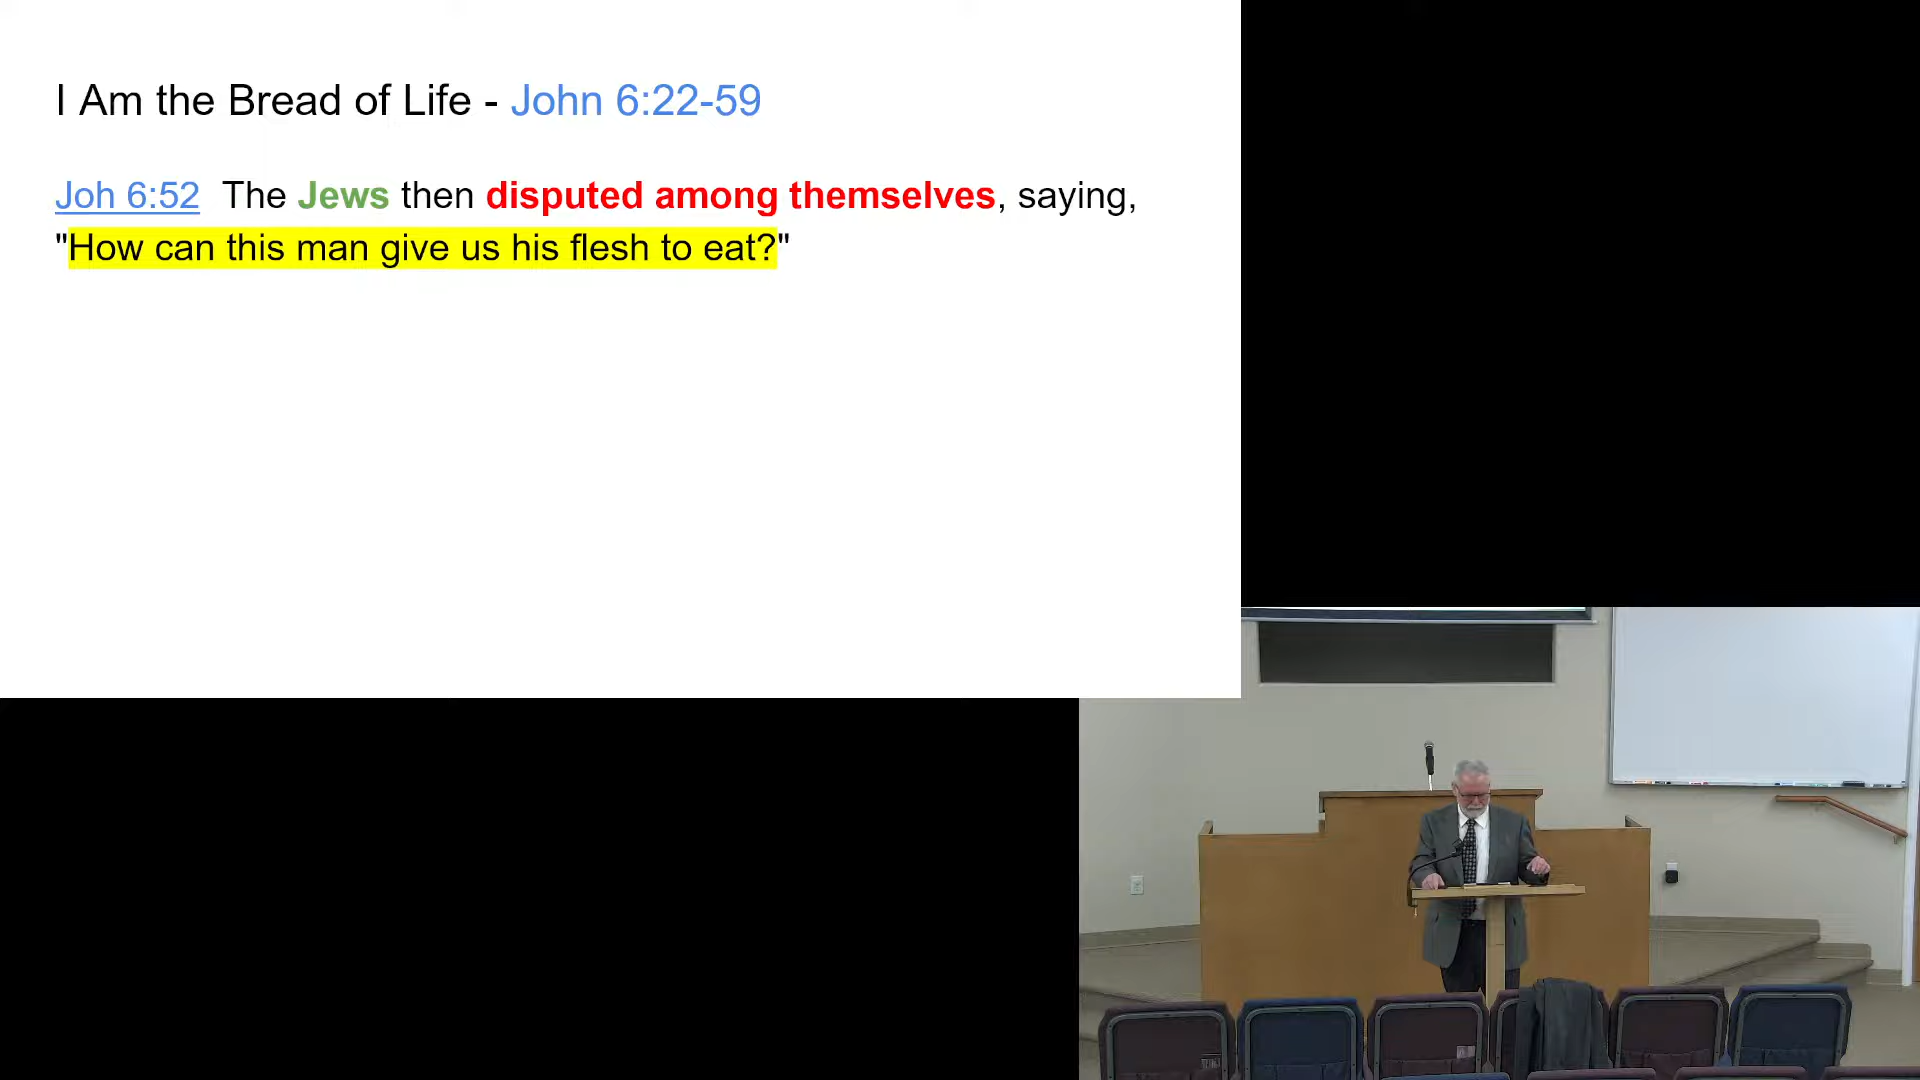 I Am the Bread of Life - John 6:22-59
Joh 6:52 The Jews then disputed among themselves, saying,
"How can this man give us his flesh to eat?"